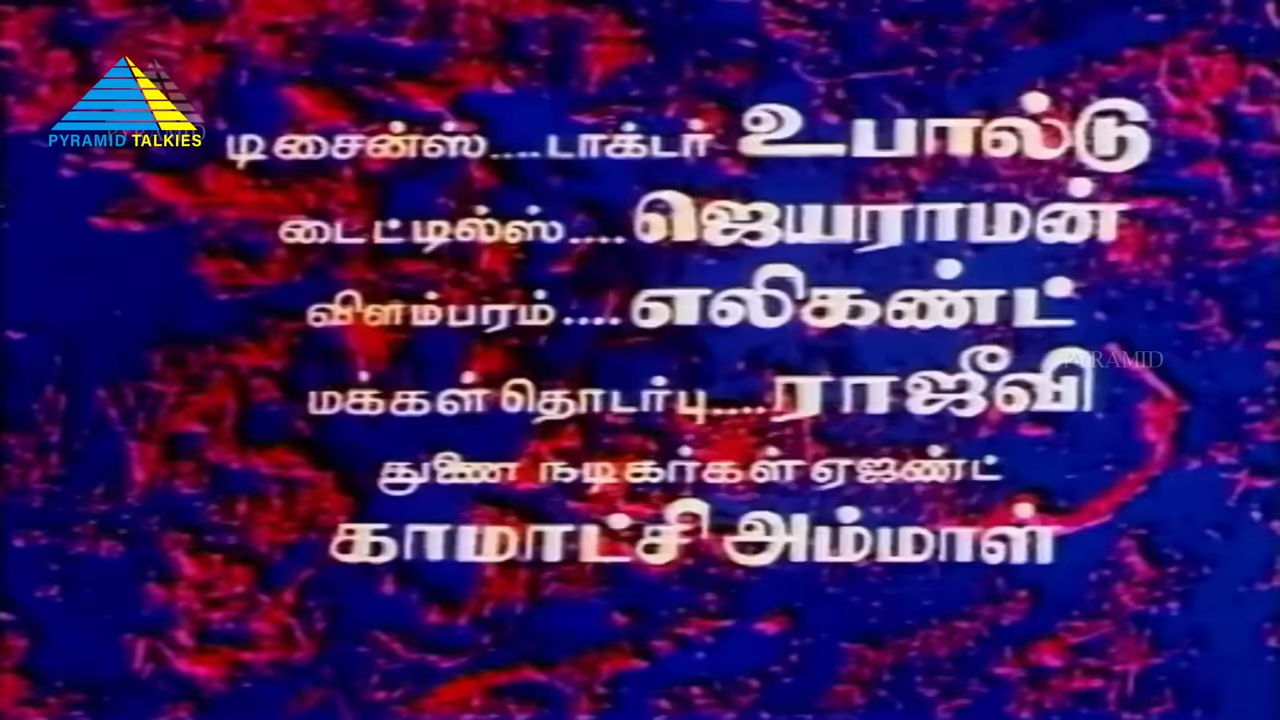 PYRAMID TALKIES
டிசைன்ஸ்....டாக்டர் உபால்டு
டைட்டில்ஸ்....ஜெயராமன்
விளம்பரம்....எலிகண்ட்
PYRAMID
மக்கள் தொடர்பு....ராஜீவி
துணை நடிகர்கள் ஏஜண்ட்
காமாட்சி அம்மாள்